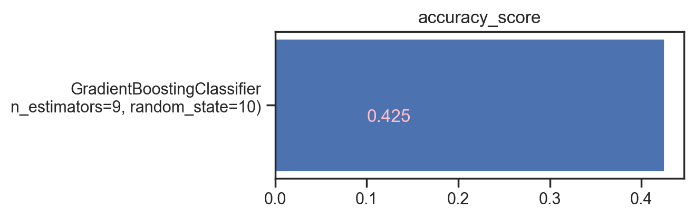 accuracy_score
GradientBoostingClassifier
n_estimators=9, random_state=10)
0.425
0.0 0.1 0.2 0.3 0.4